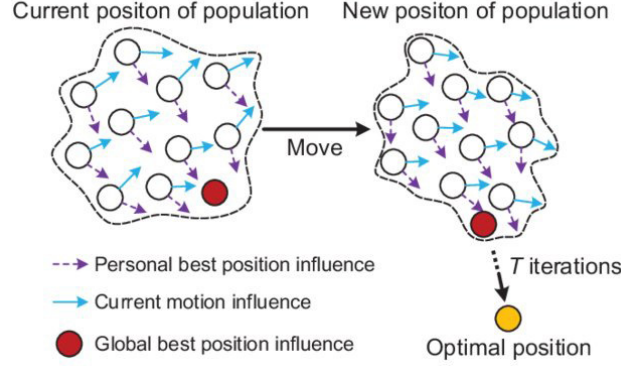 Current positon of population
New positon of population
Move
Personal best position influence
Current motion influence
Global best position influence
T iterations
Optimal position